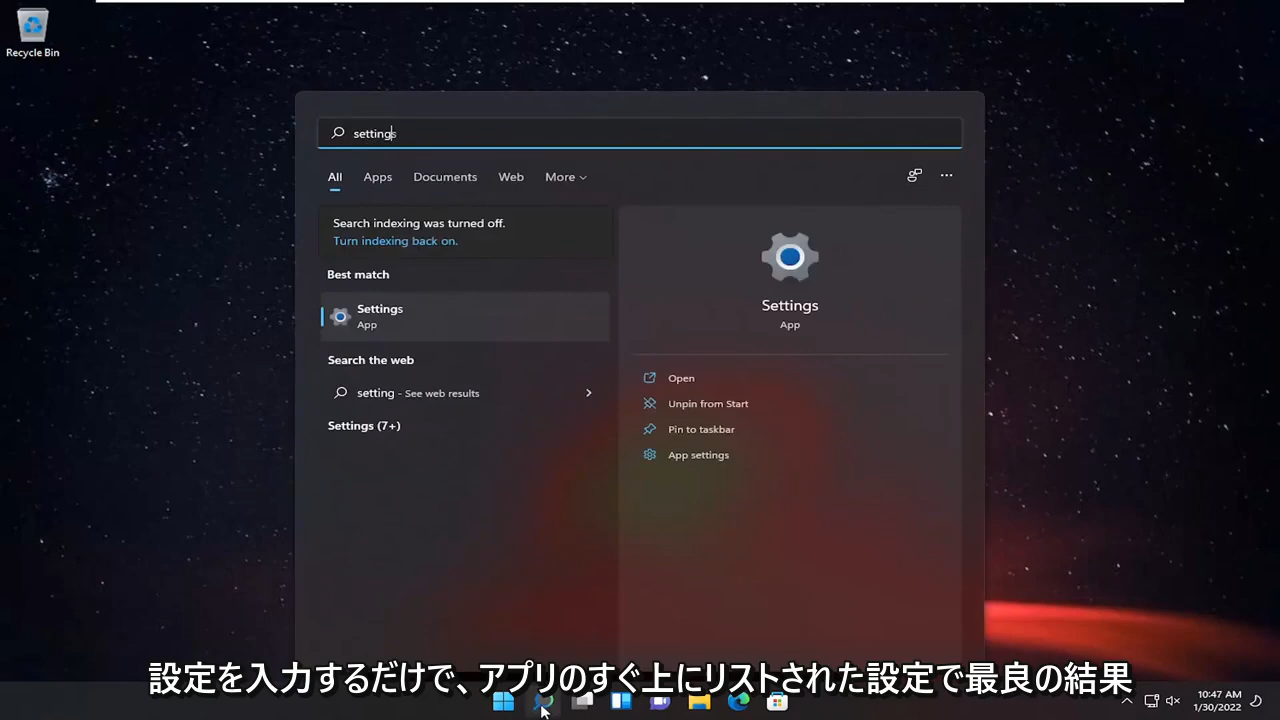 Recycle Bin
settings
All Apps Documents Web More
Search indexing was turned off.
Turn indexing back on.
Best match
Settings
App
Search the web
setting - See web results
Settings (7+)
Settings
App
Open
Unpin from Start
Pin to taskbar
App settings
設定を入力するだけで、アプリのすぐ上にリストされた設定で最良の結果
10:47 AM
1/30/2022